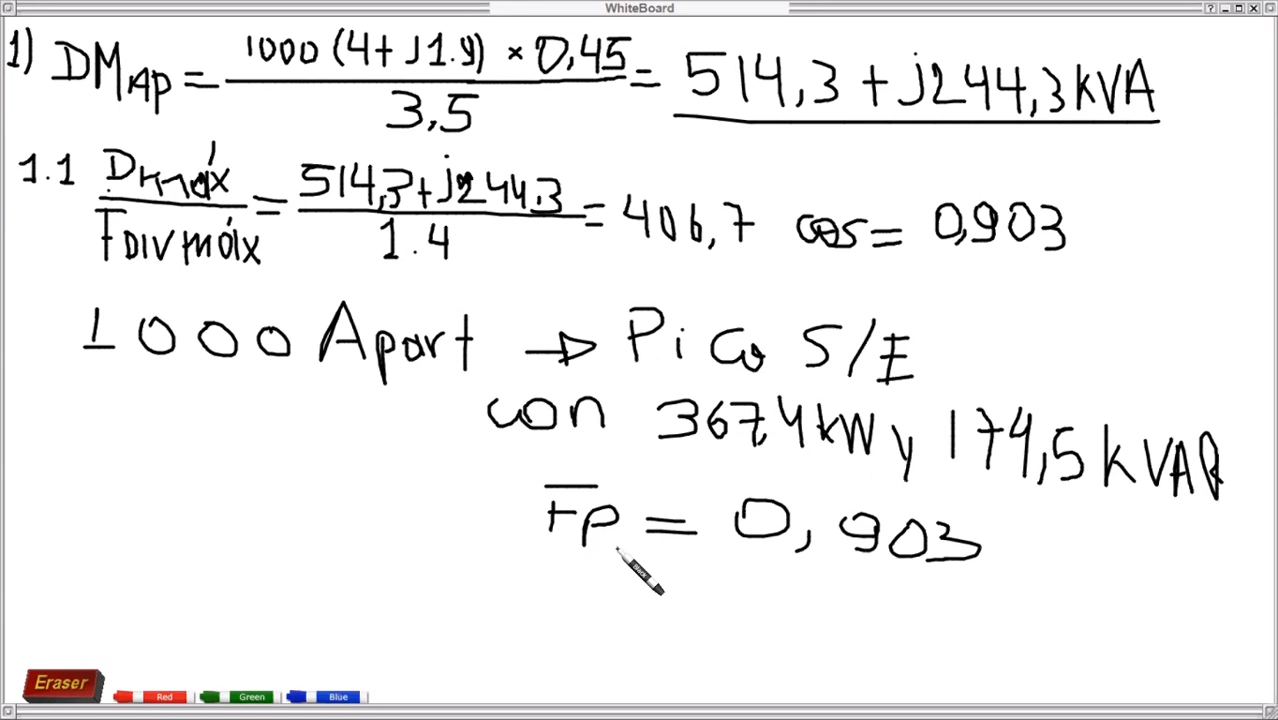 WhiteBoard
1) DMAp = 1000 (4+J1.9) × 0,45 / 3.5 = 514,3 + j244,3 kVA
1.1 Dmáx / FDIVmáx = 514,3+j244.3 / 1.4 = 406,7 cos = 0,903
1000 Apart → Pico S/E
con 367,4 kW y 174,5 kVAR
Fp = 0,903
Eraser Red Green Blue